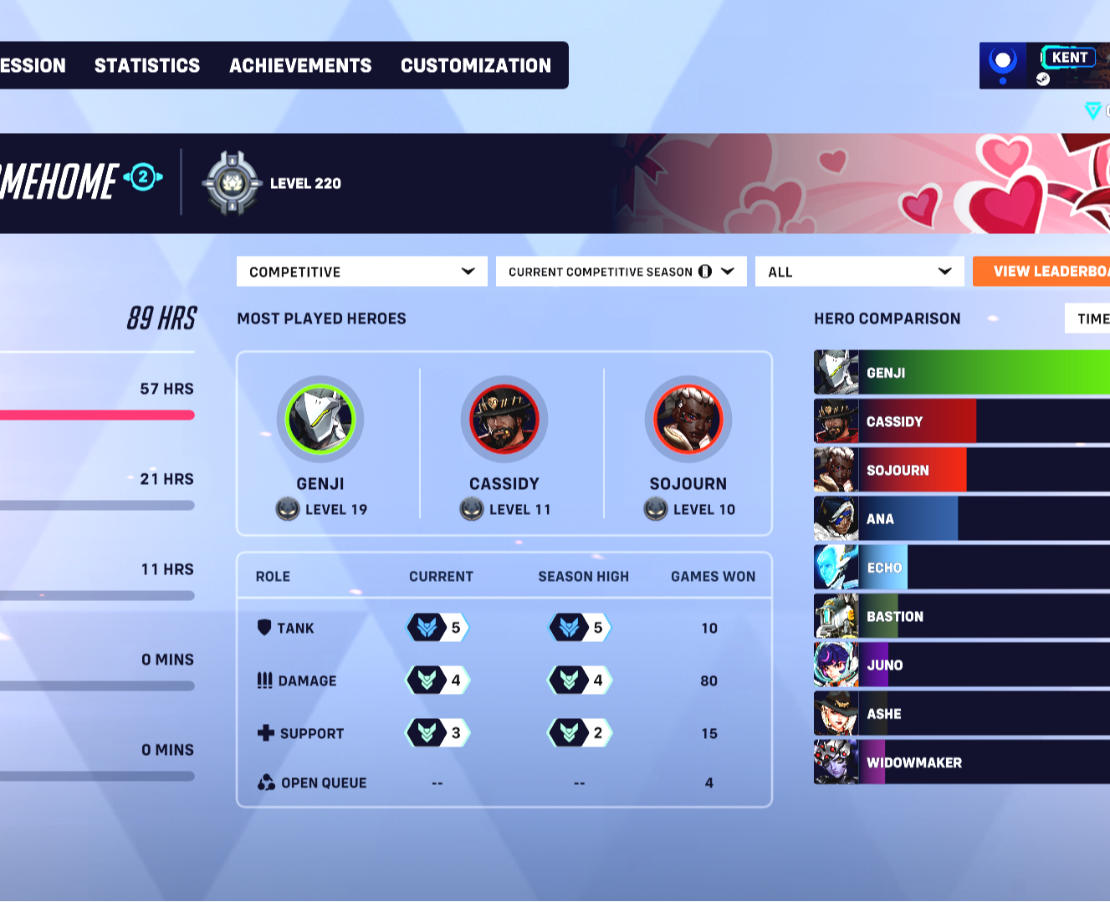 ESSION STATISTICS ACHIEVEMENTS CUSTOMIZATION
KENT
MEHOME 2
LEVEL 220
COMPETITIVE
CURRENT COMPETITIVE SEASON
ALL
VIEW LEADERBOA
89 HRS
57 HRS
21 HRS
11 HRS
0 MINS
0 MINS
MOST PLAYED HEROES
GENJI
LEVEL 19
CASSIDY
LEVEL 11
SOJOURN
LEVEL 10
ROLE CURRENT SEASON HIGH GAMES WON
TANK 5 5 10
DAMAGE 4 4 80
SUPPORT 3 2 15
OPEN QUEUE -- -- 4
HERO COMPARISON
TIME
GENJI
CASSIDY
SOJOURN
ANA
ECHO
BASTION
JUNO
ASHE
WIDOWMAKER